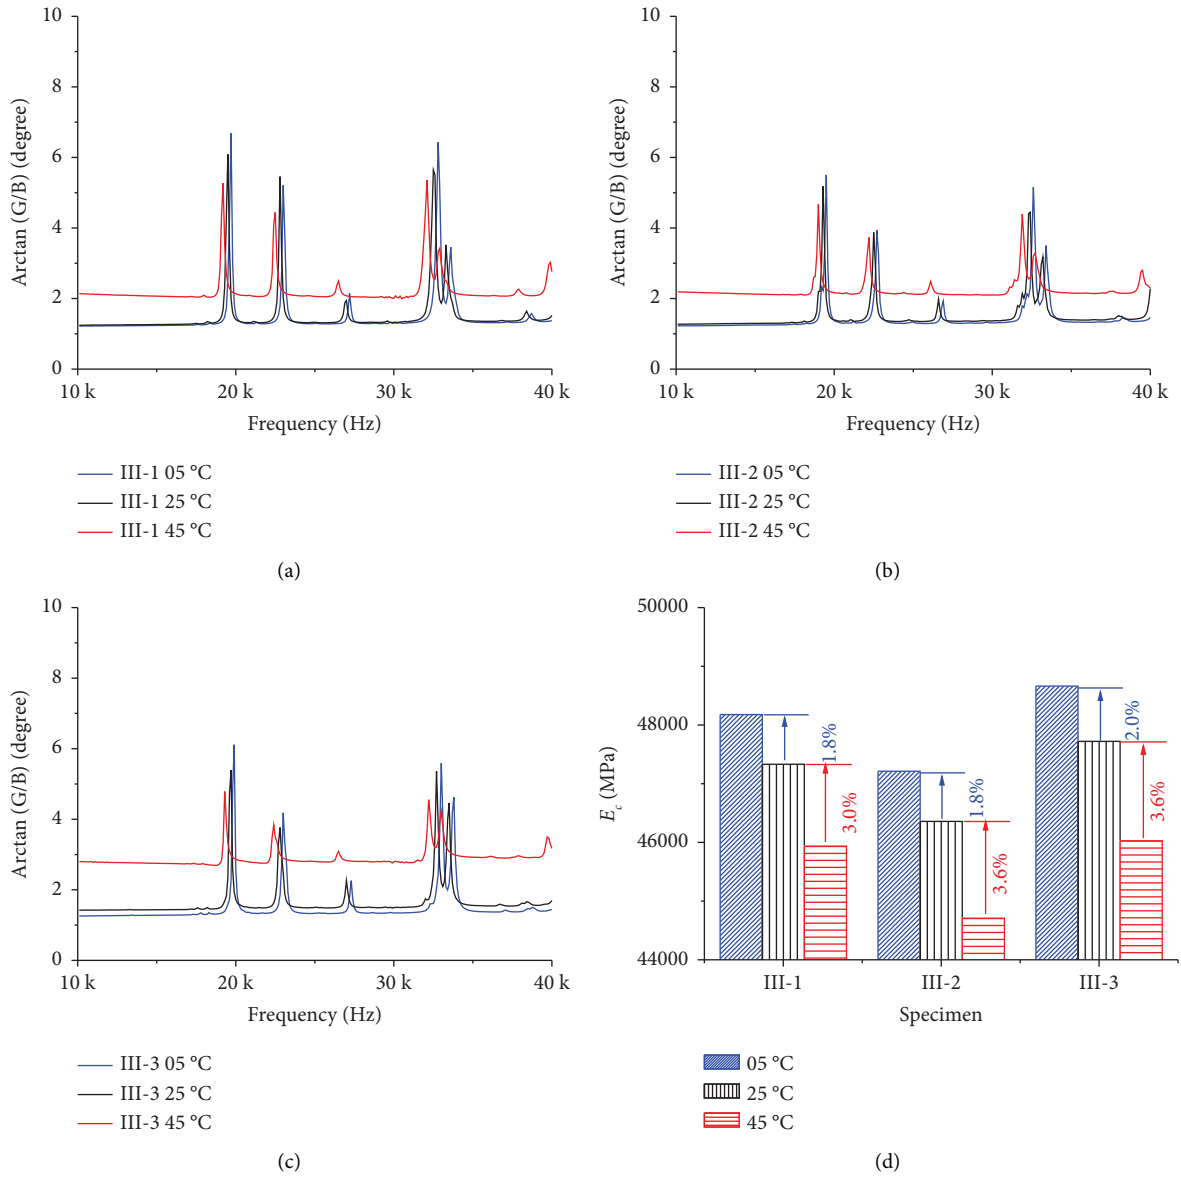 10
8
6
4
2
0
Arctan (G/B) (degree)
10 k 20 k 30 k 40 k
Frequency (Hz)
III-1 05 °C
III-1 25 °C
III-1 45 °C
(a)
10
8
6
4
2
0
Arctan (G/B) (degree)
10 k 20 k 30 k 40 k
Frequency (Hz)
III-2 05 °C
III-2 25 °C
III-2 45 °C
(b)
10
8
6
4
2
0
Arctan (G/B) (degree)
10 k 20 k 30 k 40 k
Frequency (Hz)
III-3 05 °C
III-3 25 °C
III-3 45 °C
(c)
50000
48000
46000
44000
E_c (MPa)
1.8%
3.0%
1.8%
3.6%
2.0%
3.6%
III-1 III-2 III-3
Specimen
05 °C
25 °C
45 °C
(d)